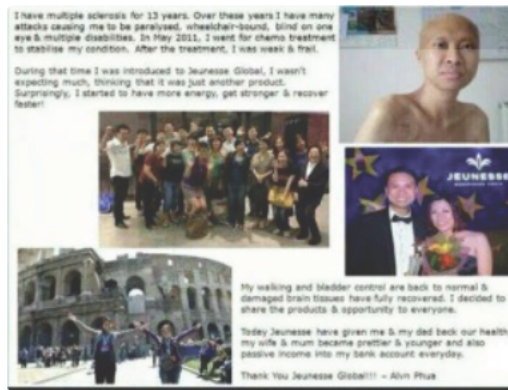 I have multiple sclerosis for 13 years. Over these years I have many
attacks causing me to be paralysed, wheelchair-bound, blind on one
eye & multiple disabilities. In May 2011, I went for chemo treatment
to stabilise my condition. After the treatment, I was weak & frail.
During that time I was introduced to Jeunesse Global, I wasn't
expecting much, thinking that it was just another product.
Surprisingly, I started to have more energy, get stronger & recover
faster!
JEUNESSE
My walking and bladder control are back to normal &
damaged brain tissues have fully recovered. I decided to
share the products & opportunity to everyone.
Today Jeunesse have given me & my dad back our health
my wife & mum became prettier & younger and also
passive income into my bank account everyday.
Thank You Jeunesse Global!!! ~ Alvn Phua